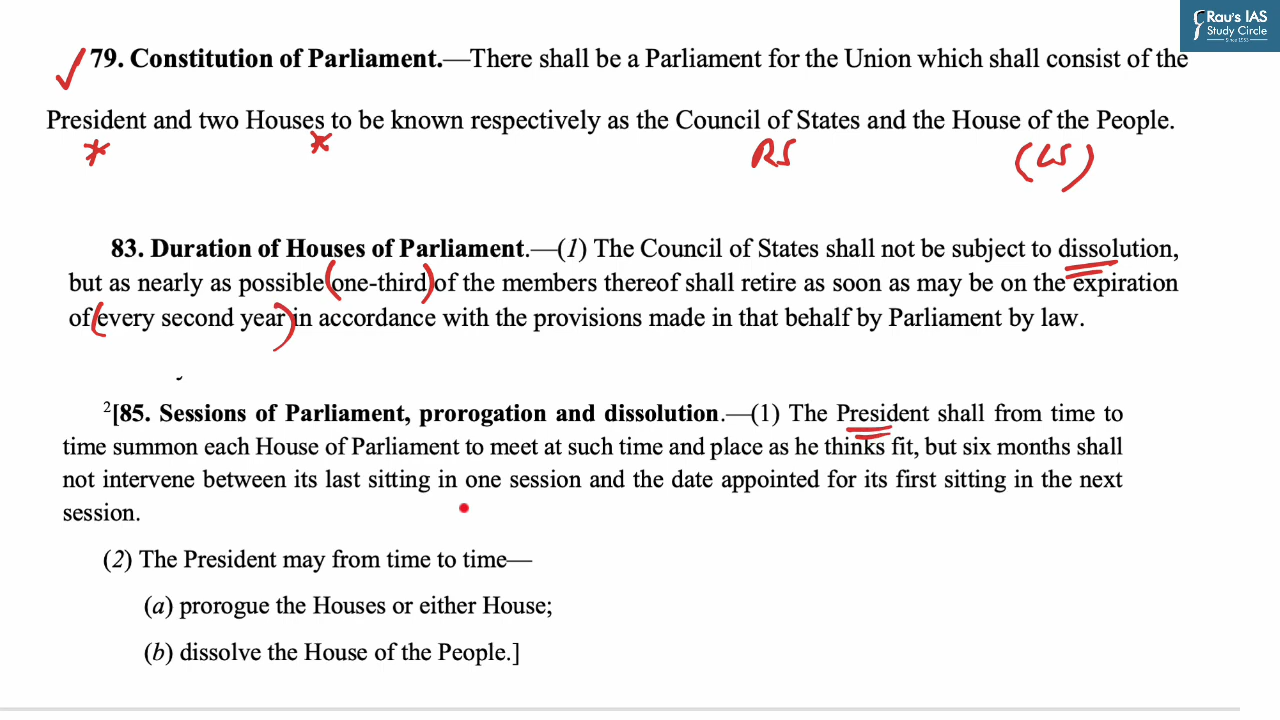 Rau's IAS
Study Circle
Since 1953
79. Constitution of Parliament.—There shall be a Parliament for the Union which shall consist of the
President and two Houses to be known respectively as the Council of States and the House of the People.
RS (LS)
83. Duration of Houses of Parliament.—(1) The Council of States shall not be subject to dissolution,
but as nearly as possible one-third of the members thereof shall retire as soon as may be on the expiration
of every second year in accordance with the provisions made in that behalf by Parliament by law.
2[85. Sessions of Parliament, prorogation and dissolution.—(1) The President shall from time to
time summon each House of Parliament to meet at such time and place as he thinks fit, but six months shall
not intervene between its last sitting in one session and the date appointed for its first sitting in the next
session.
(2) The President may from time to time—
(a) prorogue the Houses or either House;
(b) dissolve the House of the People.]